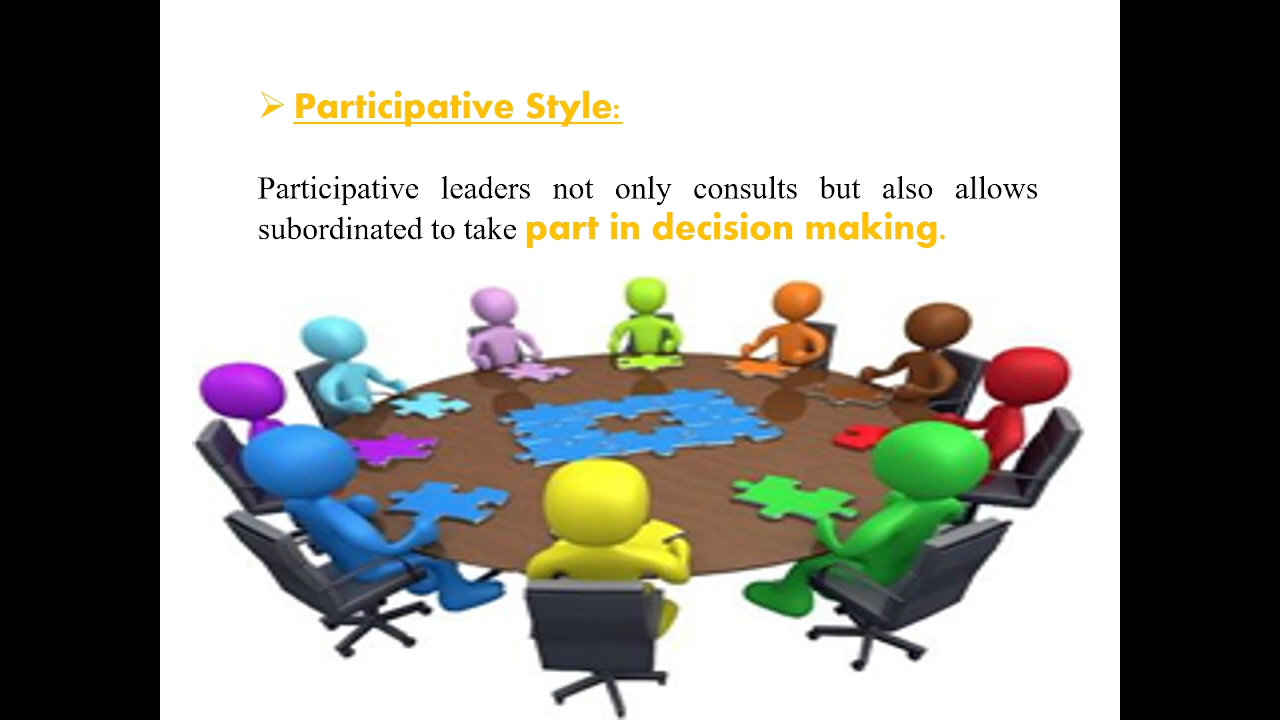 ➢ Participative Style:
Participative leaders not only consults but also allows
subordinated to take part in decision making.